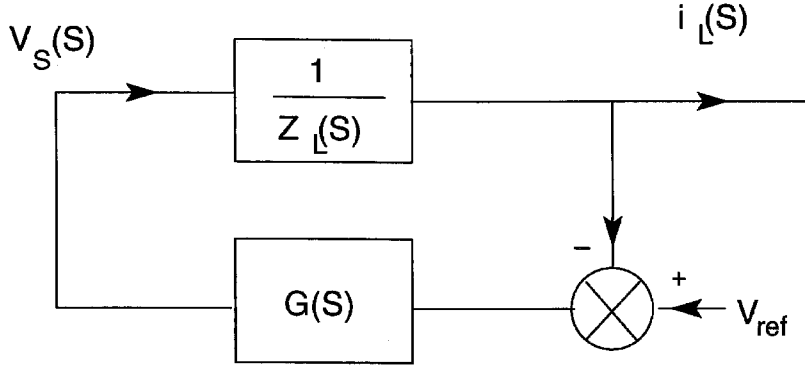 V_S(S)
i_L(S)
1
Z_L(S)
−
+
G(S)
V_ref